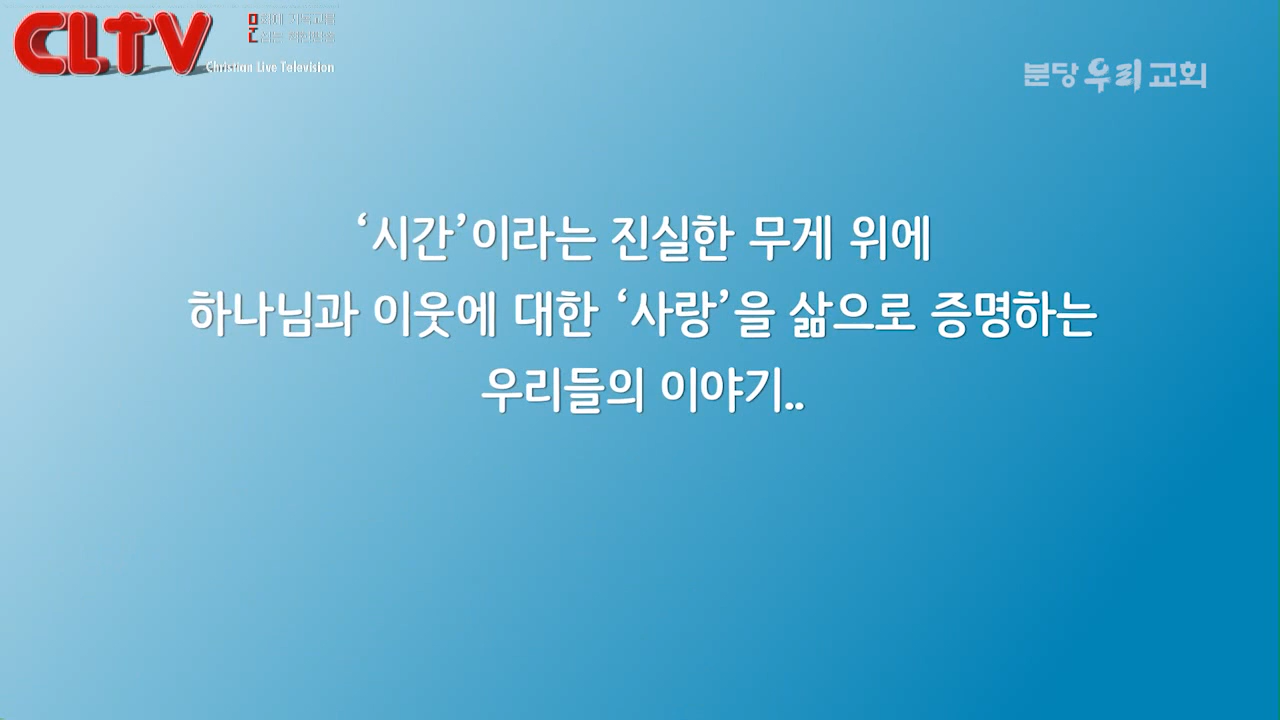 CLTV
Christian Live Television
분당우리교회
‘시간’이라는 진실한 무게 위에
하나님과 이웃에 대한 ‘사랑’을 삶으로 증명하는
우리들의 이야기..